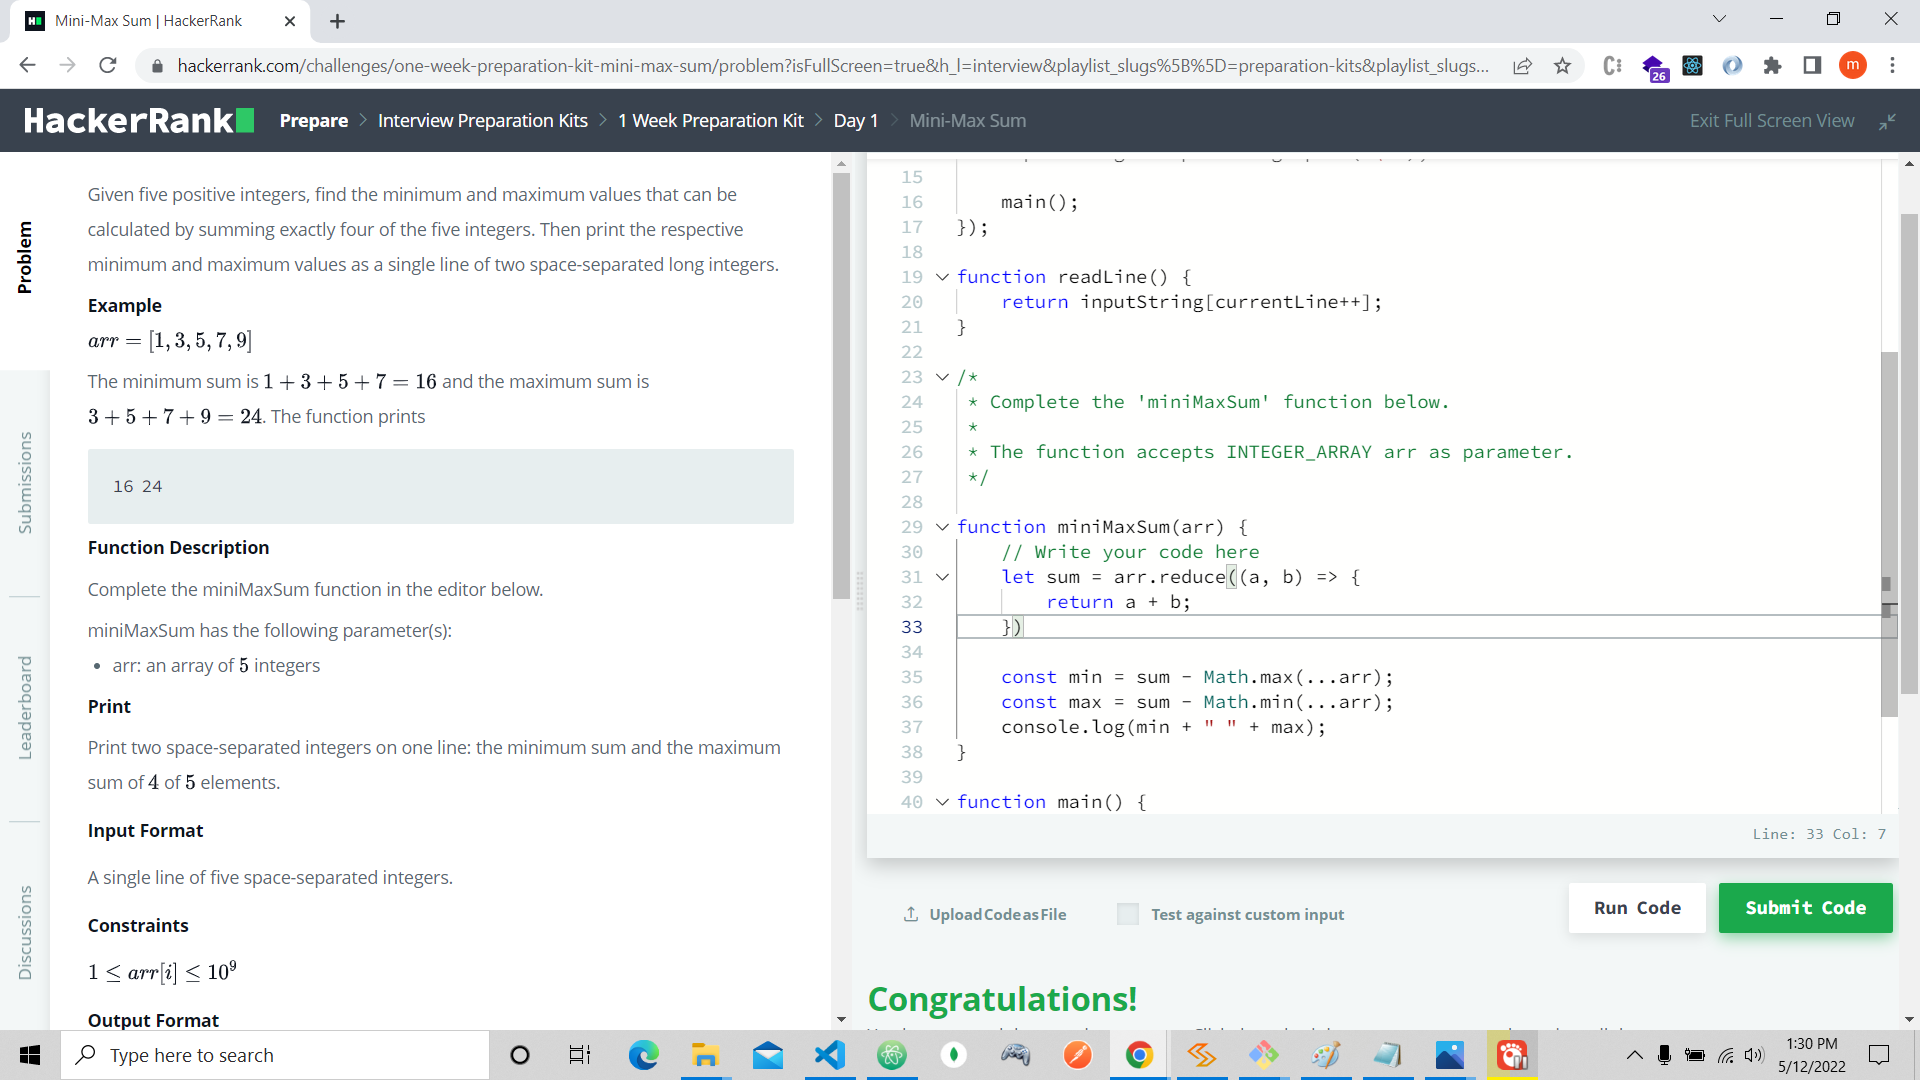 Mini-Max Sum | HackerRank
hackerrank.com/challenges/one-week-preparation-kit-mini-max-sum/problem?isFullScreen=true&h_l=interview&playlist_slugs%5B%5D=preparation-kits&playlist_slugs...
26
m
HackerRank Prepare > Interview Preparation Kits > 1 Week Preparation Kit > Day 1 > Mini-Max Sum
Exit Full Screen View
Problem
Submissions
Leaderboard
Discussions
Given five positive integers, find the minimum and maximum values that can be
calculated by summing exactly four of the five integers. Then print the respective
minimum and maximum values as a single line of two space-separated long integers.
Example
arr = [1, 3, 5, 7, 9]
The minimum sum is 1 + 3 + 5 + 7 = 16 and the maximum sum is
3 + 5 + 7 + 9 = 24. The function prints
16 24
Function Description
Complete the miniMaxSum function in the editor below.
miniMaxSum has the following parameter(s):
• arr: an array of 5 integers
Print
Print two space-separated integers on one line: the minimum sum and the maximum
sum of 4 of 5 elements.
Input Format
A single line of five space-separated integers.
Constraints
1 ≤ arr[i] ≤ 10⁹
Output Format
15
16 main();
17 });
18
19 function readLine() {
20 return inputString[currentLine++];
21 }
22
23 /*
24 * Complete the 'miniMaxSum' function below.
25 *
26 * The function accepts INTEGER_ARRAY arr as parameter.
27 */
28
29 function miniMaxSum(arr) {
30 // Write your code here
31 let sum = arr.reduce((a, b) => {
32 return a + b;
33 })
34
35 const min = sum - Math.max(...arr);
36 const max = sum - Math.min(...arr);
37 console.log(min + " " + max);
38 }
39
40 function main() {
Line: 33 Col: 7
Upload Code as File
Test against custom input
Run Code
Submit Code
Congratulations!
Type here to search
1:30 PM
5/12/2022